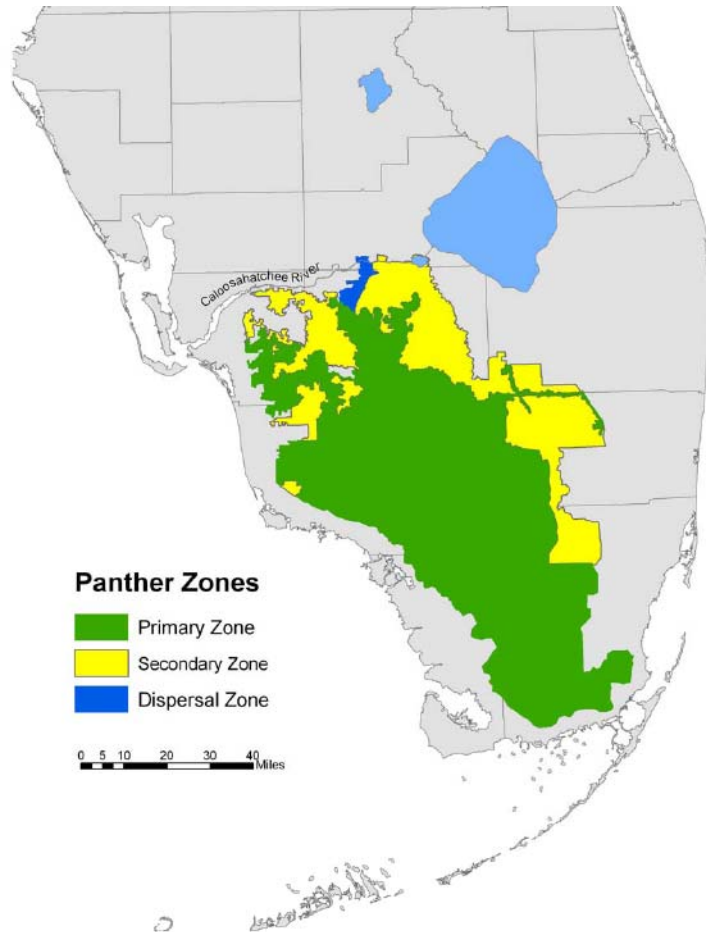 Caloosahatchee River
Panther Zones
Primary Zone
Secondary Zone
Dispersal Zone
0 5 10 20 30 40
Miles